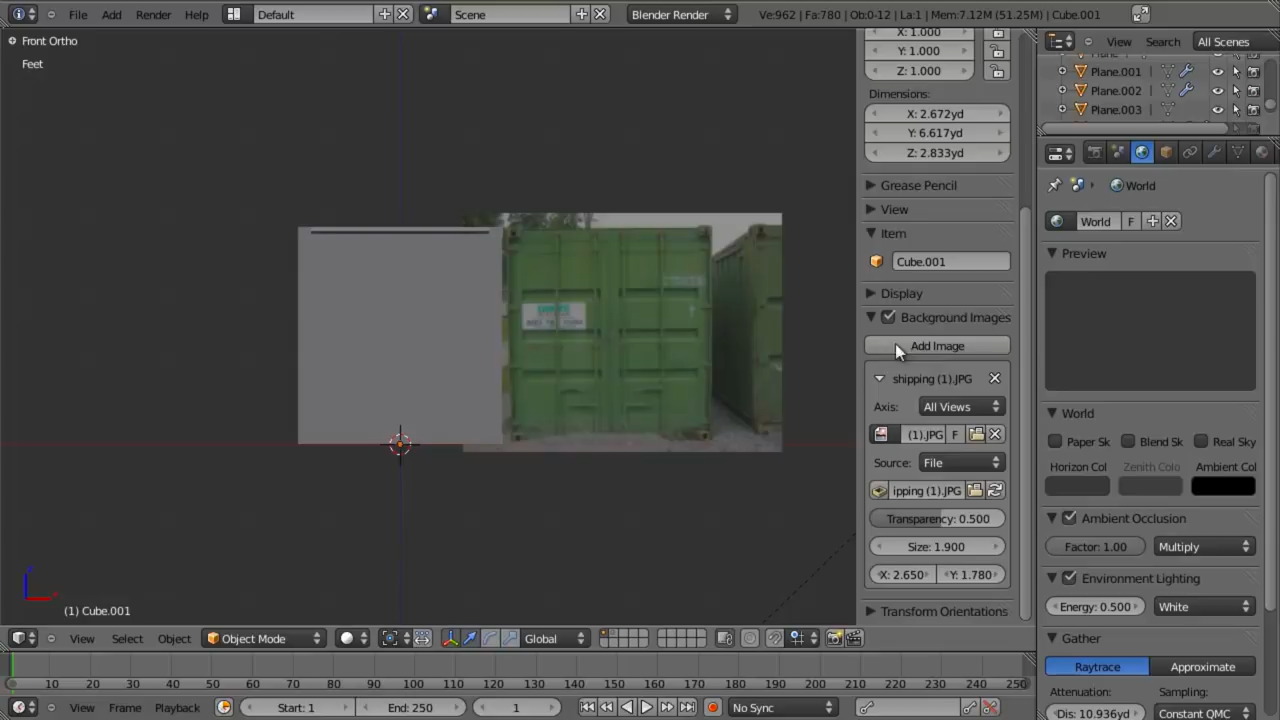 File Add Render Help Default Scene Blender Render Ve:962 | Fa:780 | Ob:0-12 | La:1 | Mem:7.12M (51.25M) | Cube.001
Front Ortho
Feet
(1) Cube.001
X: 1.000
Y: 1.000
Z: 1.000
Dimensions:
X: 2.672yd
Y: 6.617yd
Z: 2.833yd
Grease Pencil
View
Item
Cube.001
Display
Background Images
Add Image
shipping (1).JPG
Axis: All Views
(1).JPG F
Source: File
ipping (1).JPG
Transparency: 0.500
Size: 1.900
X: 2.650 Y: 1.780
Transform Orientations
View Search All Scenes
Plane.001
Plane.002
Plane.003
World
World F
Preview
World
Paper Sk Blend Sk Real Sky
Horizon Col Zenith Colo Ambient Col
Ambient Occlusion
Factor: 1.00 Multiply
Environment Lighting
Energy: 0.500 White
Gather
Raytrace Approximate
Attenuation: Sampling:
Dis: 10.936yd Constant QMC
View Select Object Object Mode Global
0 10 20 30 40 50 60 70 80 90 100 110 120 130 140 150 160 170 180 190 200 210 220 230 240 250
View Frame Playback Start: 1 End: 250 1 No Sync